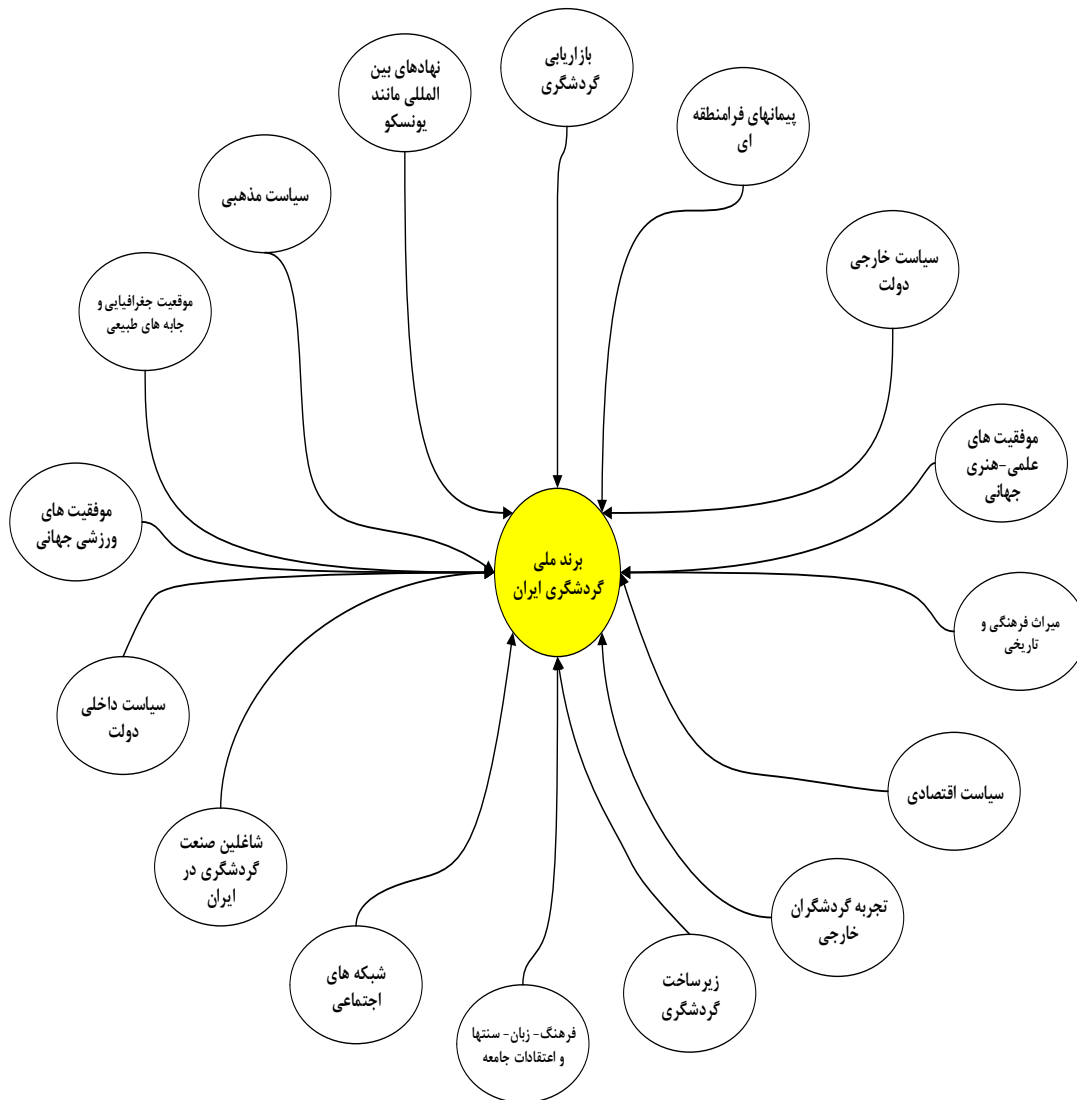 بازاریابی
گردشگری
پیمانهای فرامنطقه
ای
سیاست خارجی
دولت
موفقیت های
علمی-هنری
جهانی
میراث فرهنگی و
تاریخی
سیاست اقتصادی
تجربه گردشگران
خارجی
زیرساخت
گردشگری
فرهنگ- زبان- سنتها
و اعتقادات جامعه
شبکه های
اجتماعی
شاغلین صنعت
گردشگری در
ایران
سیاست داخلی
دولت
موفقیت های
ورزشی جهانی
موقعیت جغرافیایی و
جابه های طبیعی
سیاست مذهبی
نهادهای بین
المللی مانند
یونسکو
برند ملی
گردشگری ایران